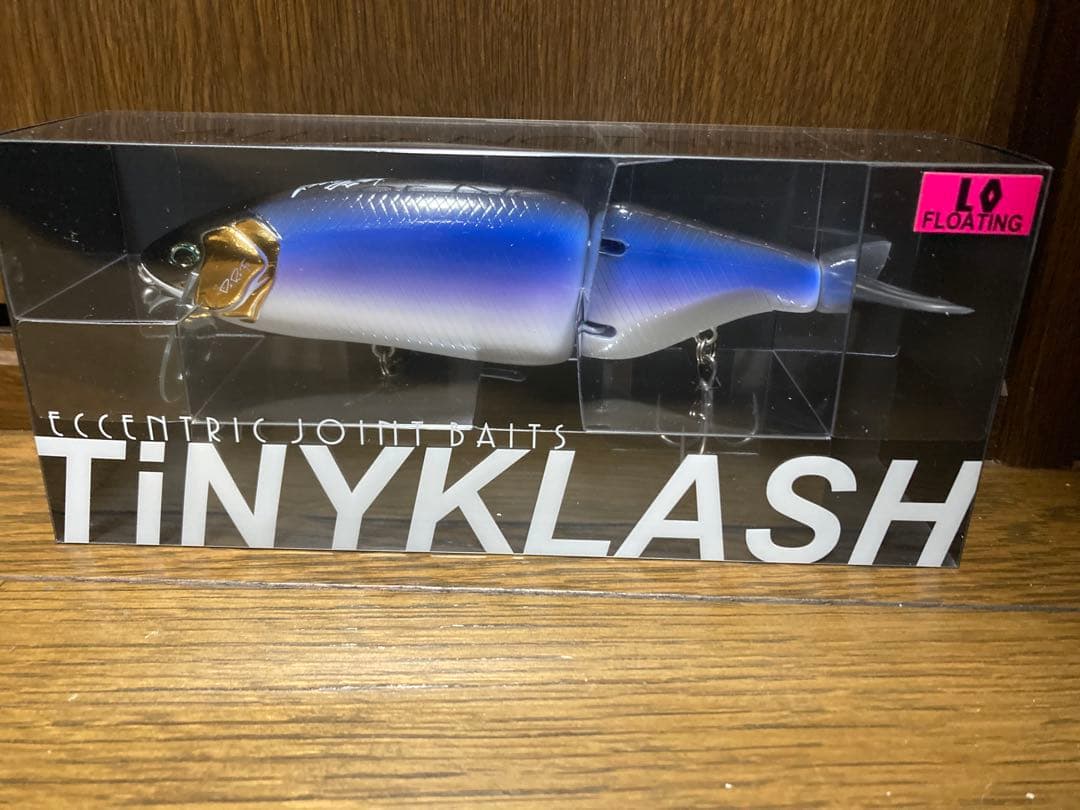 LO
FLOATING
D.R.T
ECCENTRIC JOINT BAITS
TiNYKLASH